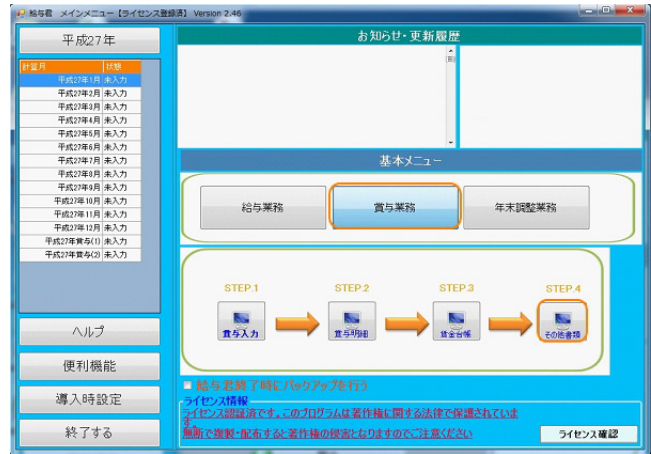 給与君 メインメニュー【ライセンス登録済】 Version 2.46
平成27年
お知らせ・更新履歴
計算月 状態
平成27年1月 未入力
平成27年2月 未入力
平成27年3月 未入力
平成27年4月 未入力
平成27年5月 未入力
平成27年6月 未入力
平成27年7月 未入力
平成27年8月 未入力
平成27年9月 未入力
平成27年10月 未入力
平成27年11月 未入力
平成27年12月 未入力
平成27年賞与(1) 未入力
平成27年賞与(2) 未入力
基本メニュー
給与業務 賞与業務 年末調整業務
STEP.1 STEP.2 STEP.3 STEP.4
賞与入力 賞与明細 賃金台帳 その他書類
ヘルプ
便利機能
導入時設定
終了する
給与君終了時にバックアップを行う
ライセンス情報
ライセンス認証済です。このプログラムは著作権に関する法律で保護されていま
す。
無断で複製・配布すると著作権の侵害となりますのでご注意ください
ライセンス確認